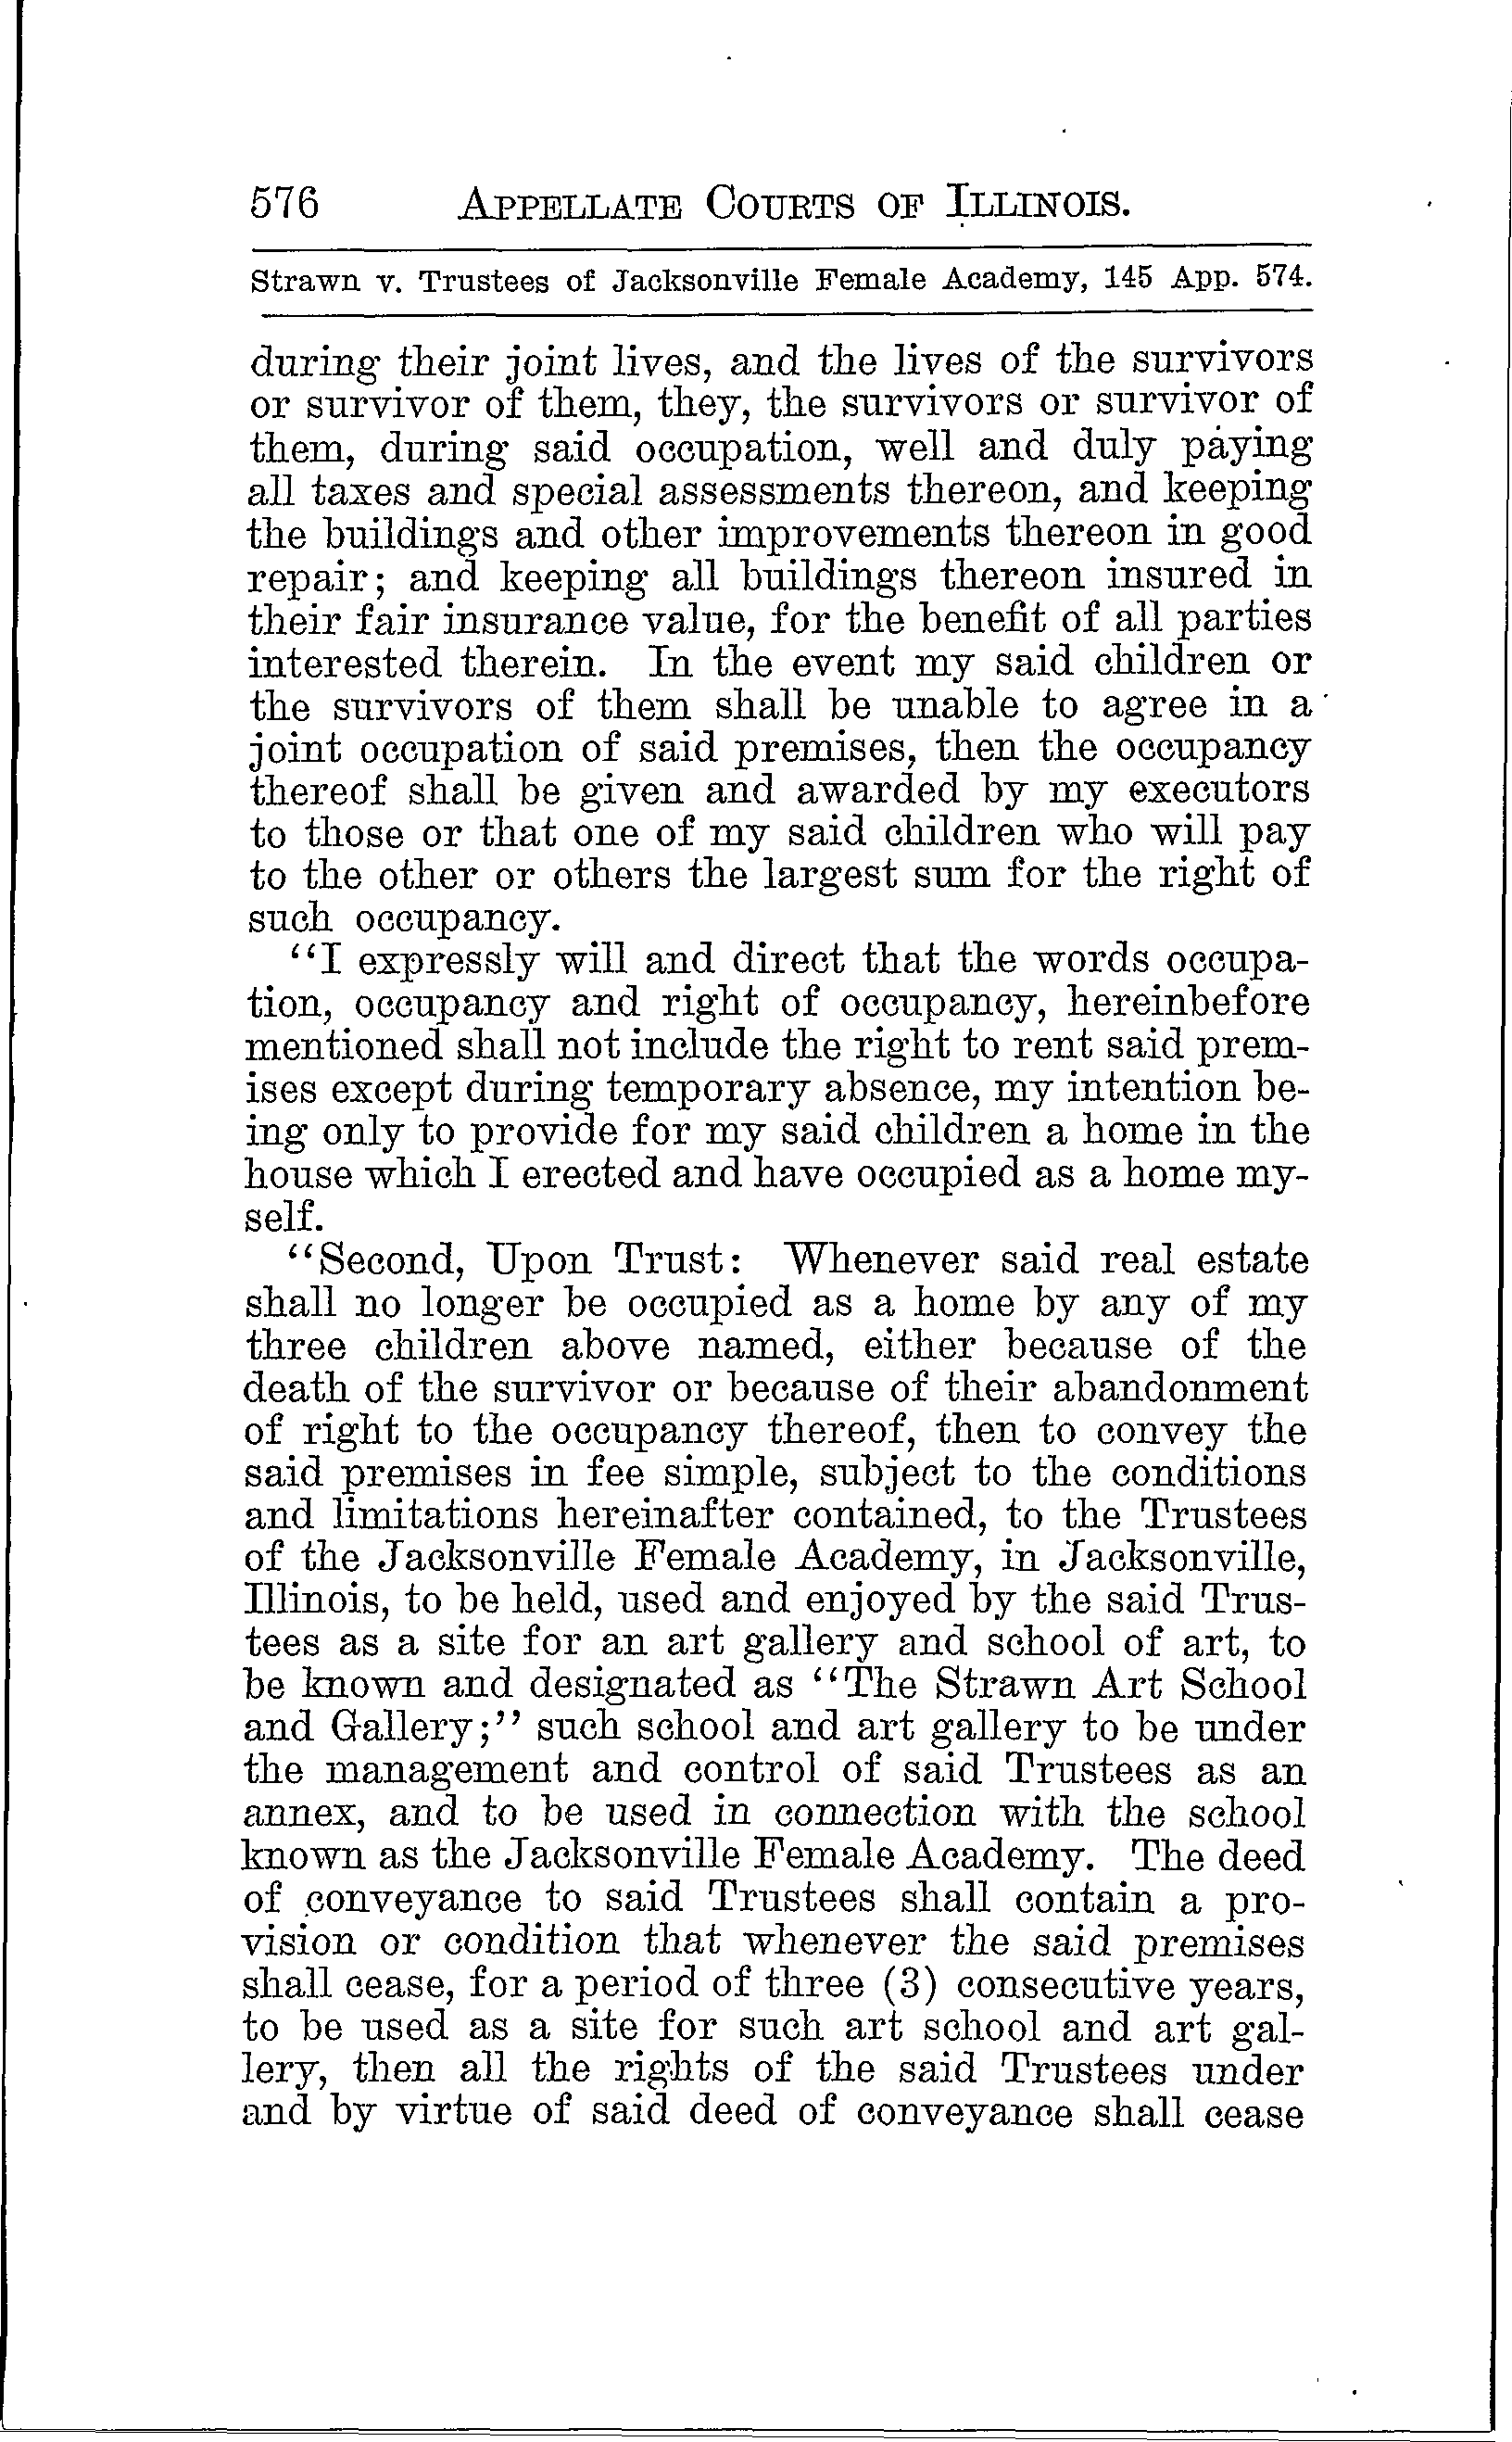 576 APPELLATE COURTS OF ILLINOIS.
Strawn v. Trustees of Jacksonville Female Academy, 145 App. 574.
during their joint lives, and the lives of the survivors
or survivor of them, they, the survivors or survivor of
them, during said occupation, well and duly paying
all taxes and special assessments thereon, and keeping
the buildings and other improvements thereon in good
repair; and keeping all buildings thereon insured in
their fair insurance value, for the benefit of all parties
interested therein. In the event my said children or
the survivors of them shall be unable to agree in a
joint occupation of said premises, then the occupancy
thereof shall be given and awarded by my executors
to those or that one of my said children who will pay
to the other or others the largest sum for the right of
such occupancy.
“I expressly will and direct that the words occupa-
tion, occupancy and right of occupancy, hereinbefore
mentioned shall not include the right to rent said prem-
ises except during temporary absence, my intention be-
ing only to provide for my said children a home in the
house which I erected and have occupied as a home my-
self.
“Second, Upon Trust: Whenever said real estate
shall no longer be occupied as a home by any of my
three children above named, either because of the
death of the survivor or because of their abandonment
of right to the occupancy thereof, then to convey the
said premises in fee simple, subject to the conditions
and limitations hereinafter contained, to the Trustees
of the Jacksonville Female Academy, in Jacksonville,
Illinois, to be held, used and enjoyed by the said Trus-
tees as a site for an art gallery and school of art, to
be known and designated as “The Strawn Art School
and Gallery;” such school and art gallery to be under
the management and control of said Trustees as an
annex, and to be used in connection with the school
known as the Jacksonville Female Academy. The deed
of conveyance to said Trustees shall contain a pro-
vision or condition that whenever the said premises
shall cease, for a period of three (3) consecutive years,
to be used as a site for such art school and art gal-
lery, then all the rights of the said Trustees under
and by virtue of said deed of conveyance shall cease